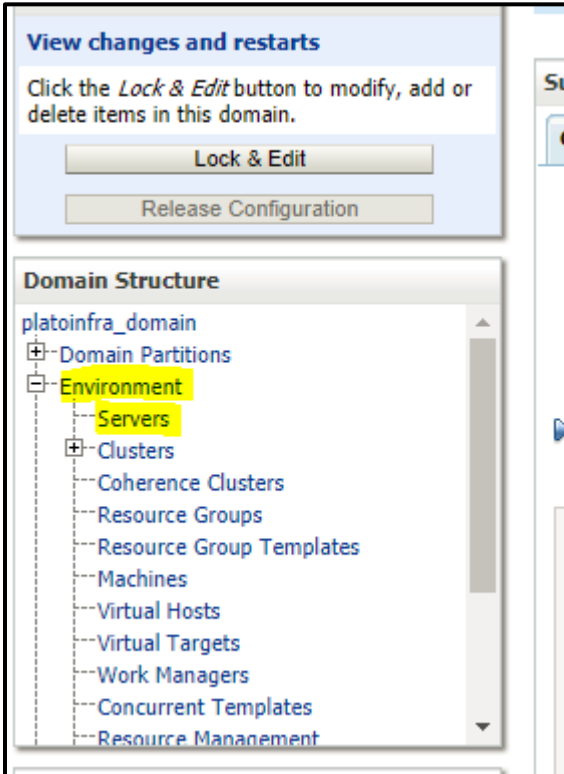 View changes and restarts
Click the Lock & Edit button to modify, add or
delete items in this domain.
Lock & Edit
Release Configuration
Domain Structure
platoinfra_domain
Domain Partitions
Environment
Servers
Clusters
Coherence Clusters
Resource Groups
Resource Group Templates
Machines
Virtual Hosts
Virtual Targets
Work Managers
Concurrent Templates
Resource Management